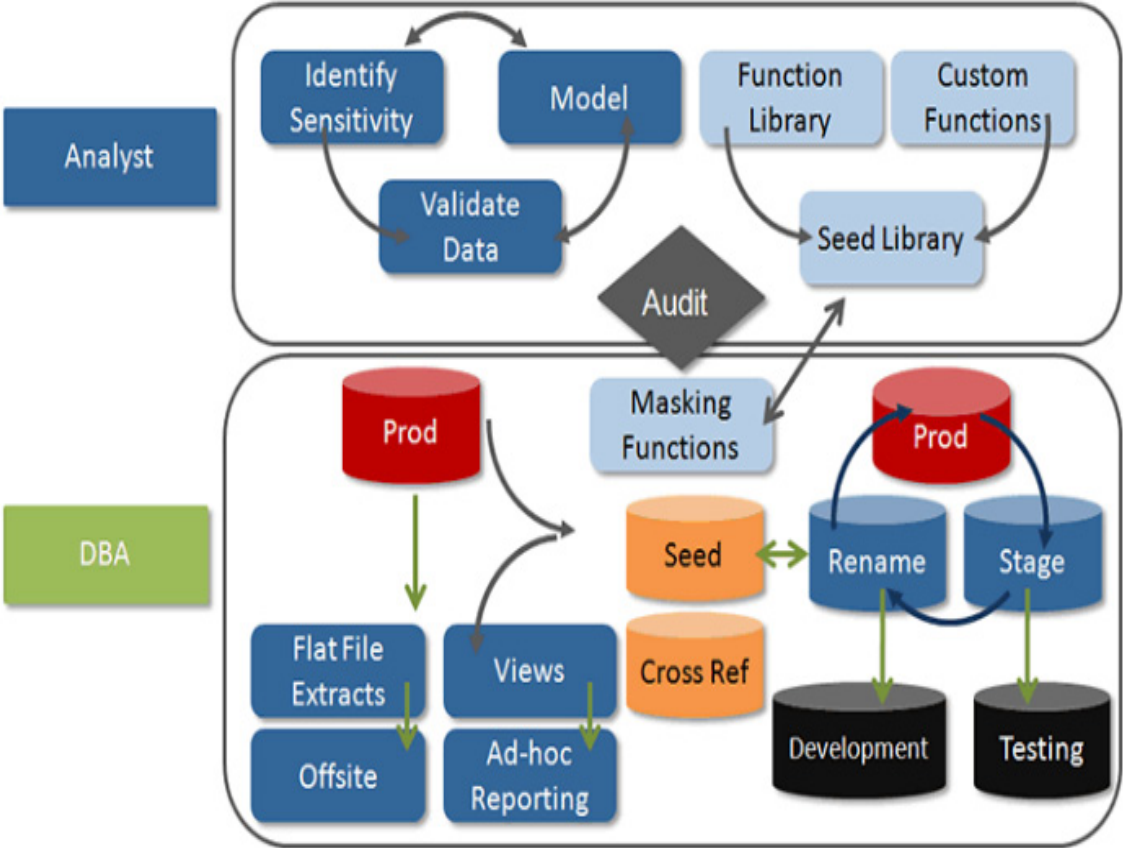 Analyst
Identify
Sensitivity
Model
Validate
Data
Function
Library
Custom
Functions
Seed Library
Audit
DBA
Prod
Masking
Functions
Prod
Seed
Rename
Stage
Flat File
Extracts
Views
Cross Ref
Offsite
Ad-hoc
Reporting
Development
Testing